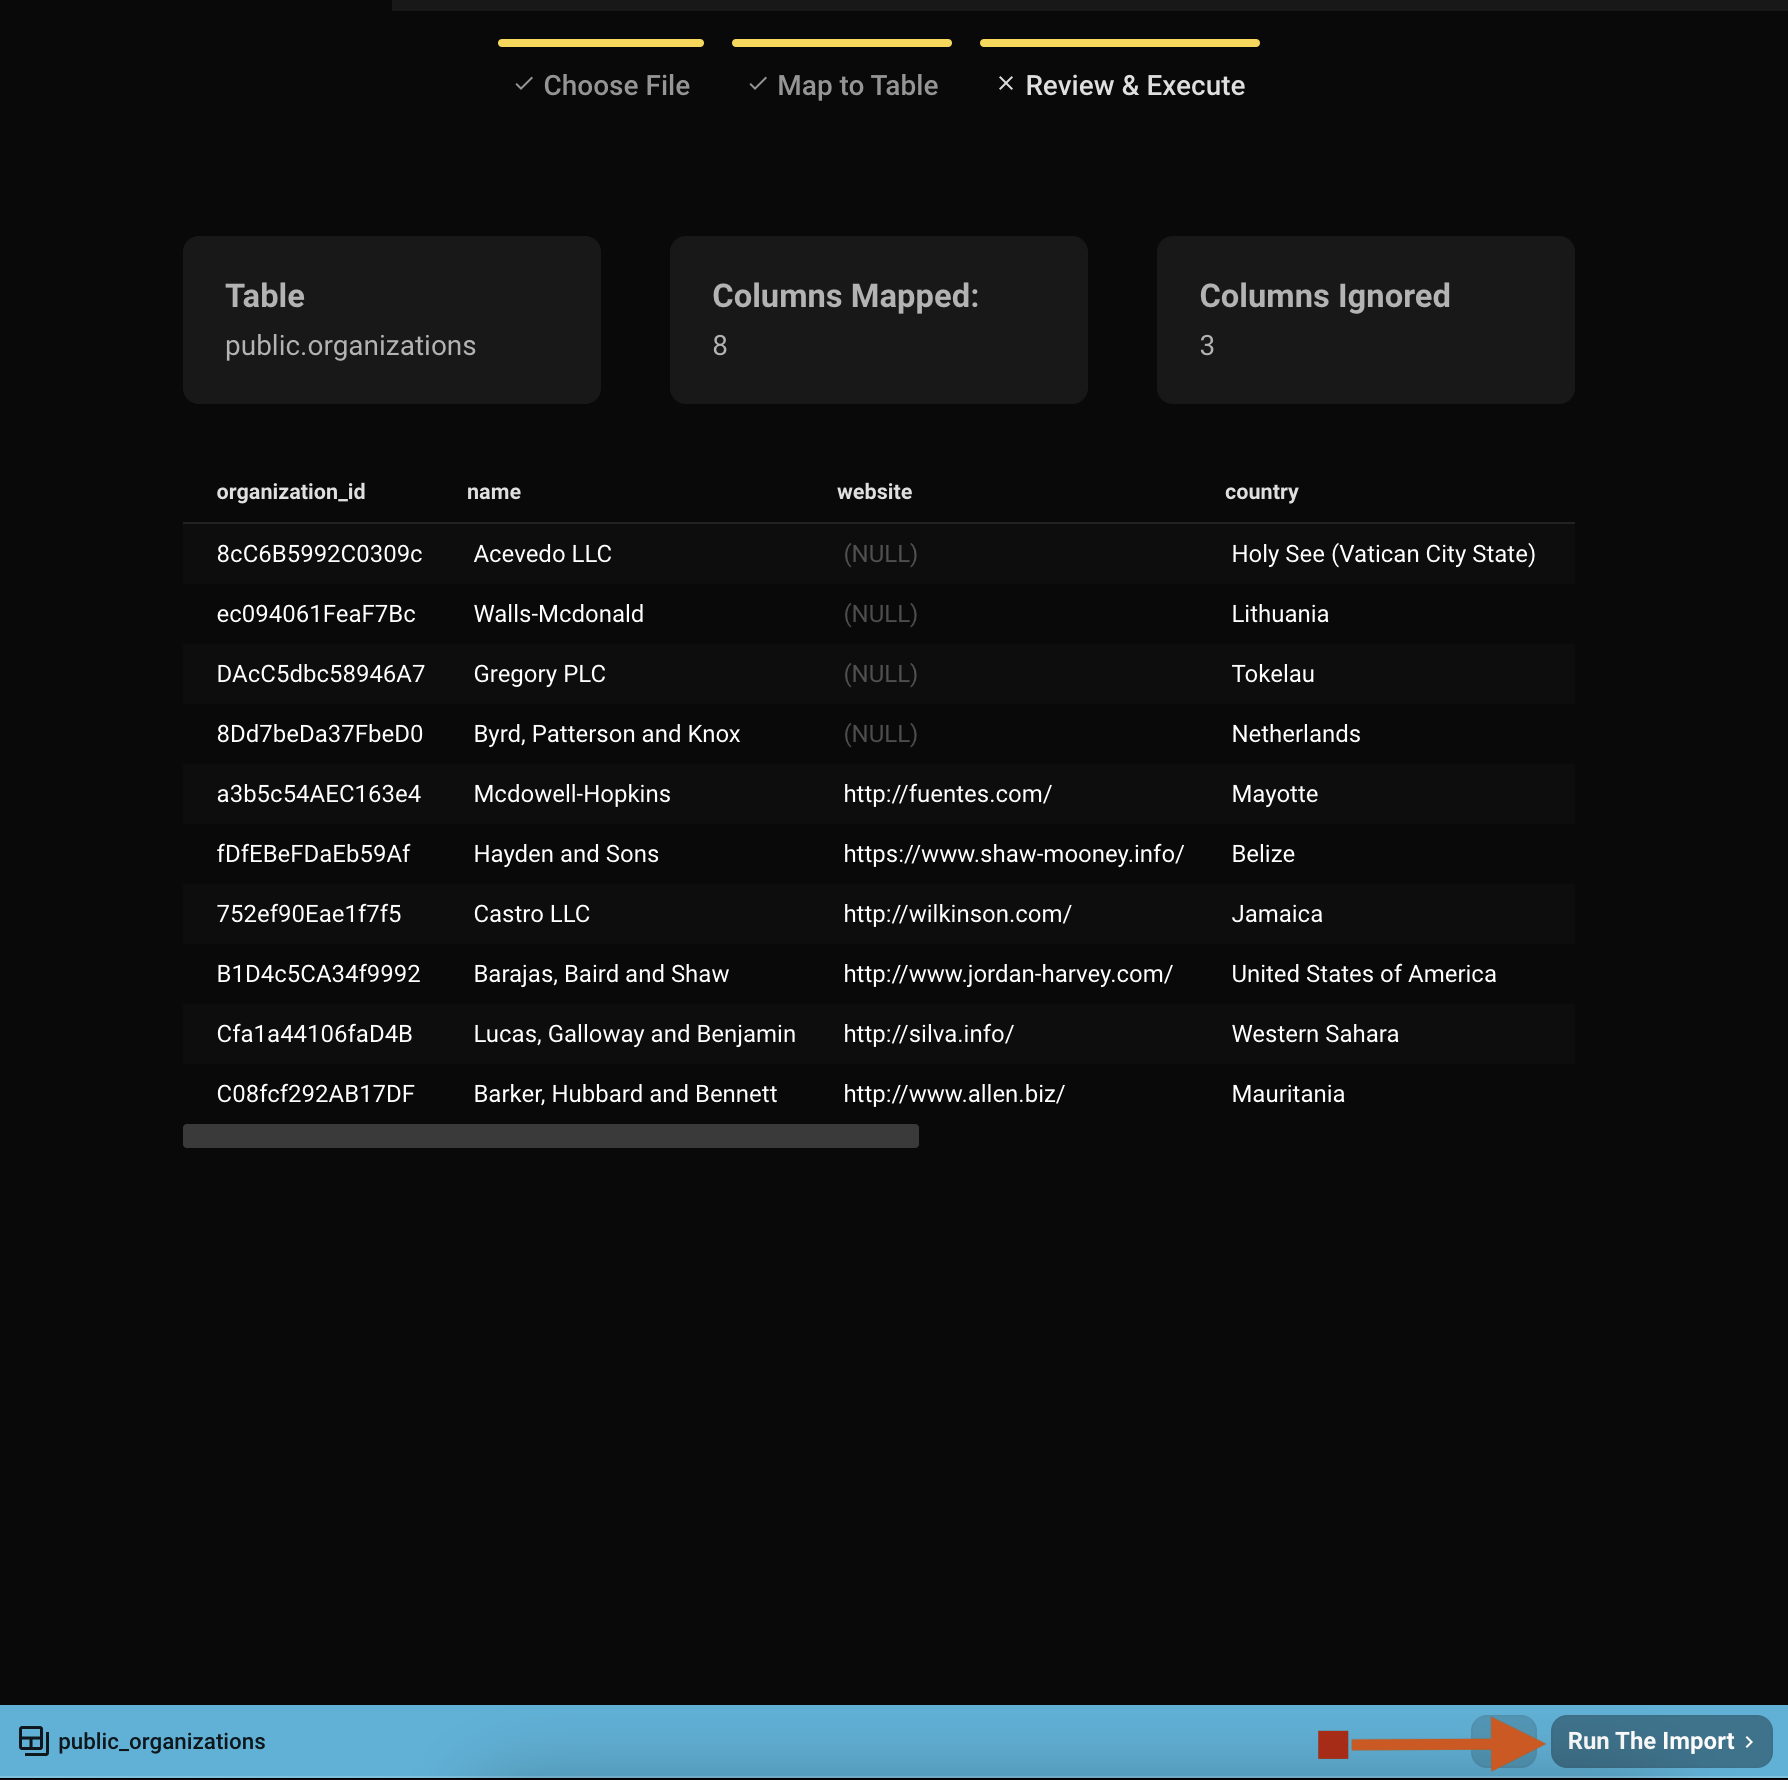 Choose File
Map to Table
Review & Execute
Table
public.organizations
Columns Mapped:
8
Columns Ignored
3
organization_id name website country
8cC6B5992C0309c Acevedo LLC (NULL) Holy See (Vatican City State)
ec094061FeaF7Bc Walls-Mcdonald (NULL) Lithuania
DAcC5dbc58946A7 Gregory PLC (NULL) Tokelau
8Dd7beDa37FbeD0 Byrd, Patterson and Knox (NULL) Netherlands
a3b5c54AEC163e4 Mcdowell-Hopkins http://fuentes.com/ Mayotte
fDfEBeFDaEb59Af Hayden and Sons https://www.shaw-mooney.info/ Belize
752ef90Eae1f7f5 Castro LLC http://wilkinson.com/ Jamaica
B1D4c5CA34f9992 Barajas, Baird and Shaw http://www.jordan-harvey.com/ United States of America
Cfa1a44106faD4B Lucas, Galloway and Benjamin http://silva.info/ Western Sahara
C08fcf292AB17DF Barker, Hubbard and Bennett http://www.allen.biz/ Mauritania
public_organizations
Run The Import